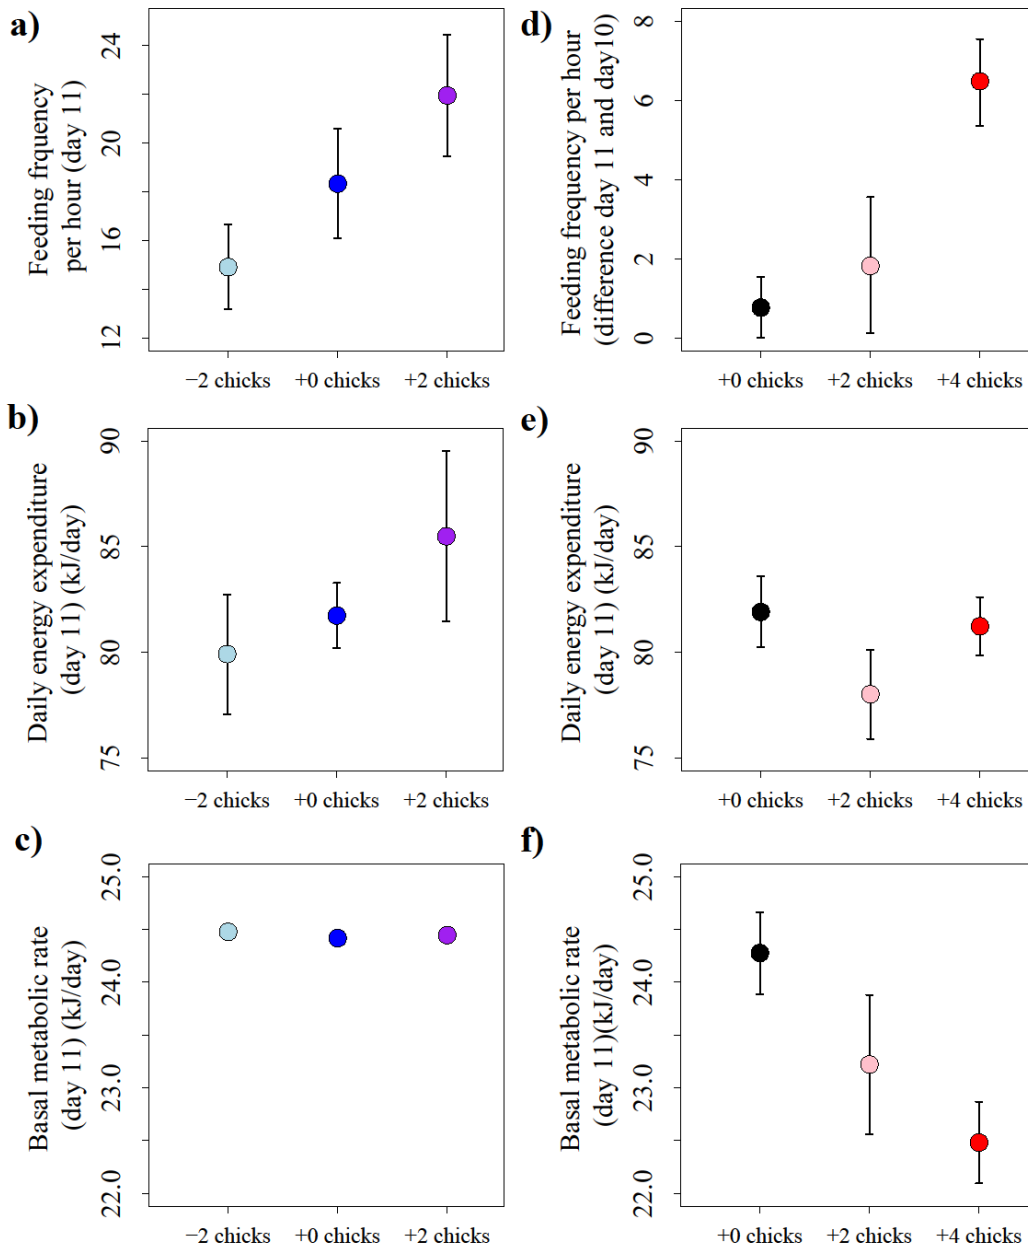 a)
Feeding frquency
per hour (day 11)
24
20
16
12
−2 chicks +0 chicks +2 chicks
b)
Daily energy expenditure
(day 11) (kJ/day)
90
85
80
75
−2 chicks +0 chicks +2 chicks
c)
Basal metabolic rate
(day 11) (kJ/day)
25.0
24.0
23.0
22.0
−2 chicks +0 chicks +2 chicks
d)
Feeding frequency per hour
(difference day 11 and day10)
8
6
4
2
0
+0 chicks +2 chicks +4 chicks
e)
Daily energy expenditure
(day 11) (kJ/day)
90
85
80
75
+0 chicks +2 chicks +4 chicks
f)
Basal metabolic rate
(day 11)(kJ/day)
25.0
24.0
23.0
22.0
+0 chicks +2 chicks +4 chicks